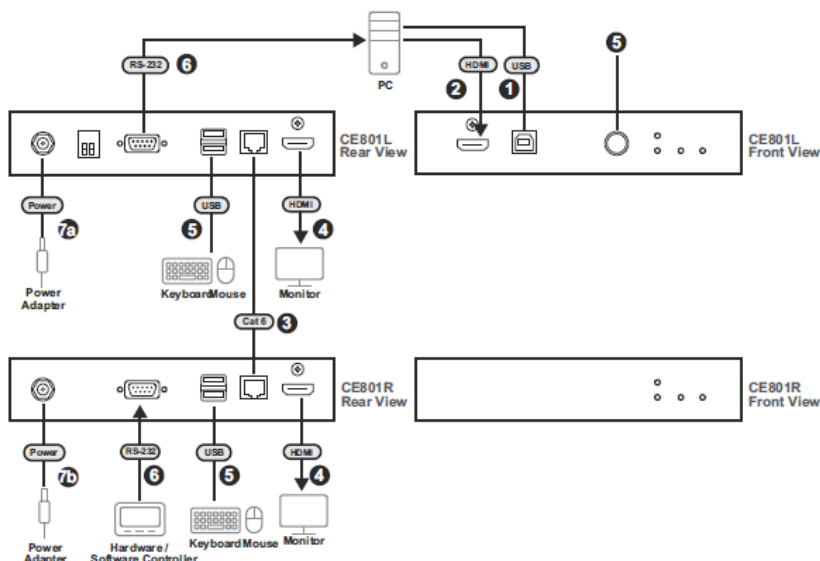 RS-232 6
PC
HDMI USB
2 1
5
CE801L
Rear View
CE801L
Front View
Power
7a
USB
5
HDMI
4
Power
Adapter
KeyboardMouse
Monitor
Cat 6 3
CE801R
Rear View
CE801R
Front View
Power
7b
RS-232
6
USB
5
HDMI
4
Power
Adapter
Hardware /
Software Controller
Keyboard Mouse
Monitor